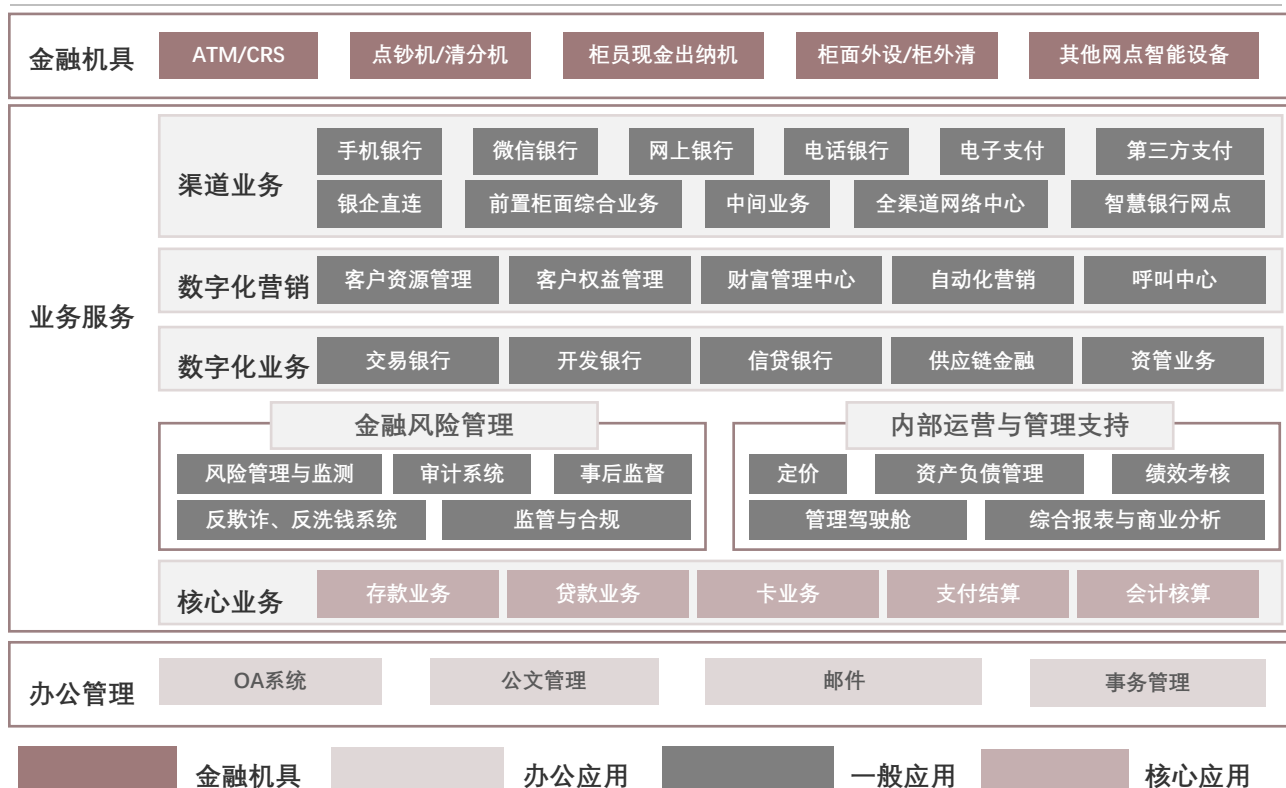 金融机具
ATM/CRS
点钞机/清分机
柜员现金出纳机
柜面外设/柜外清
其他网点智能设备
业务服务
渠道业务
手机银行
微信银行
网上银行
电话银行
电子支付
第三方支付
银企直连
前置柜面综合业务
中间业务
全渠道网络中心
智慧银行网点
数字化营销
客户资源管理
客户权益管理
财富管理中心
自动化营销
呼叫中心
数字化业务
交易银行
开发银行
信贷银行
供应链金融
资管业务
金融风险管理
风险管理与监测
审计系统
事后监督
反欺诈、反洗钱系统
监管与合规
内部运营与管理支持
定价
资产负债管理
绩效考核
管理驾驶舱
综合报表与商业分析
核心业务
存款业务
贷款业务
卡业务
支付结算
会计核算
办公管理
OA系统
公文管理
邮件
事务管理
金融机具
办公应用
一般应用
核心应用